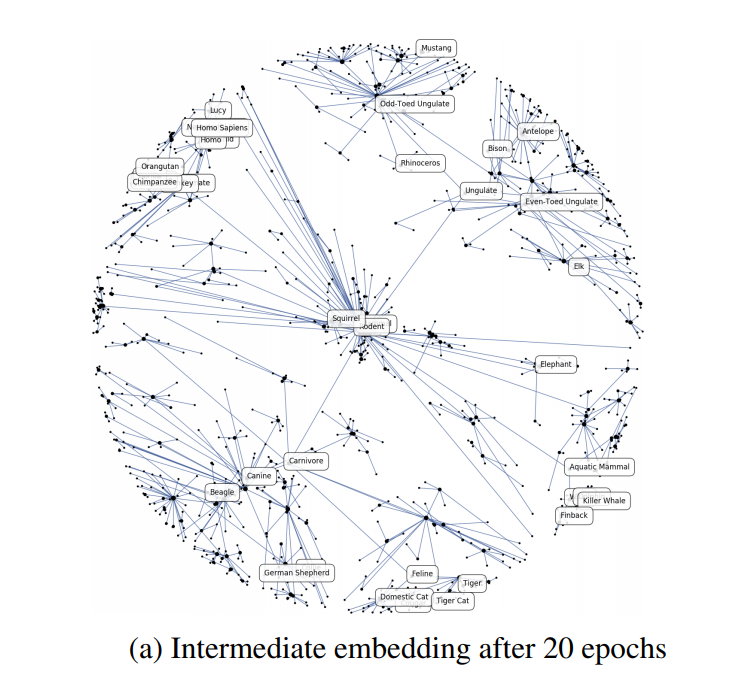 Mustang
Odd-Toed Ungulate
Lucy
Homo Sapiens
Homo
Antelope
Bison
Rhinoceros
Orangutan
Chimpanzee
Ungulate
Even-Toed Ungulate
Elk
Squirrel
Rodent
Elephant
Carnivore
Aquatic Mammal
Canine
Beagle
Killer Whale
Finback
German Shepherd
Feline
Tiger
Domestic Cat
Tiger Cat
(a) Intermediate embedding after 20 epochs